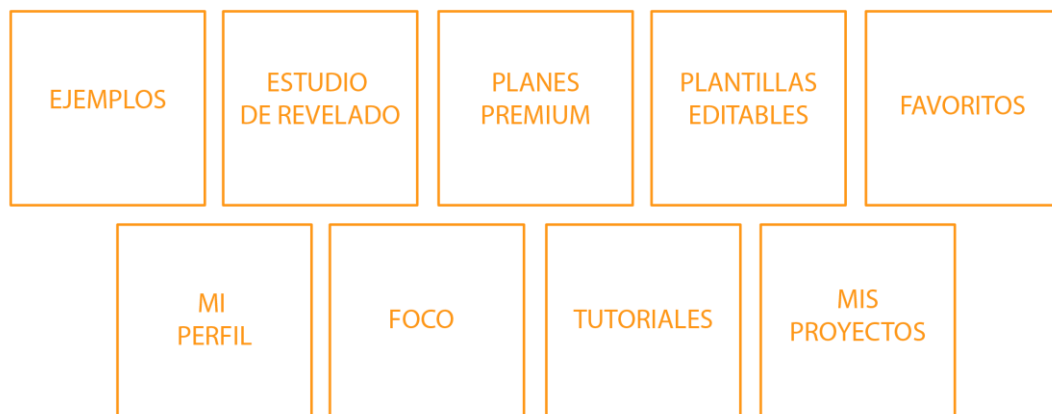 EJEMPLOS
ESTUDIO
DE REVELADO
PLANES
PREMIUM
PLANTILLAS
EDITABLES
FAVORITOS
MI
PERFIL
FOCO
TUTORIALES
MIS
PROYECTOS